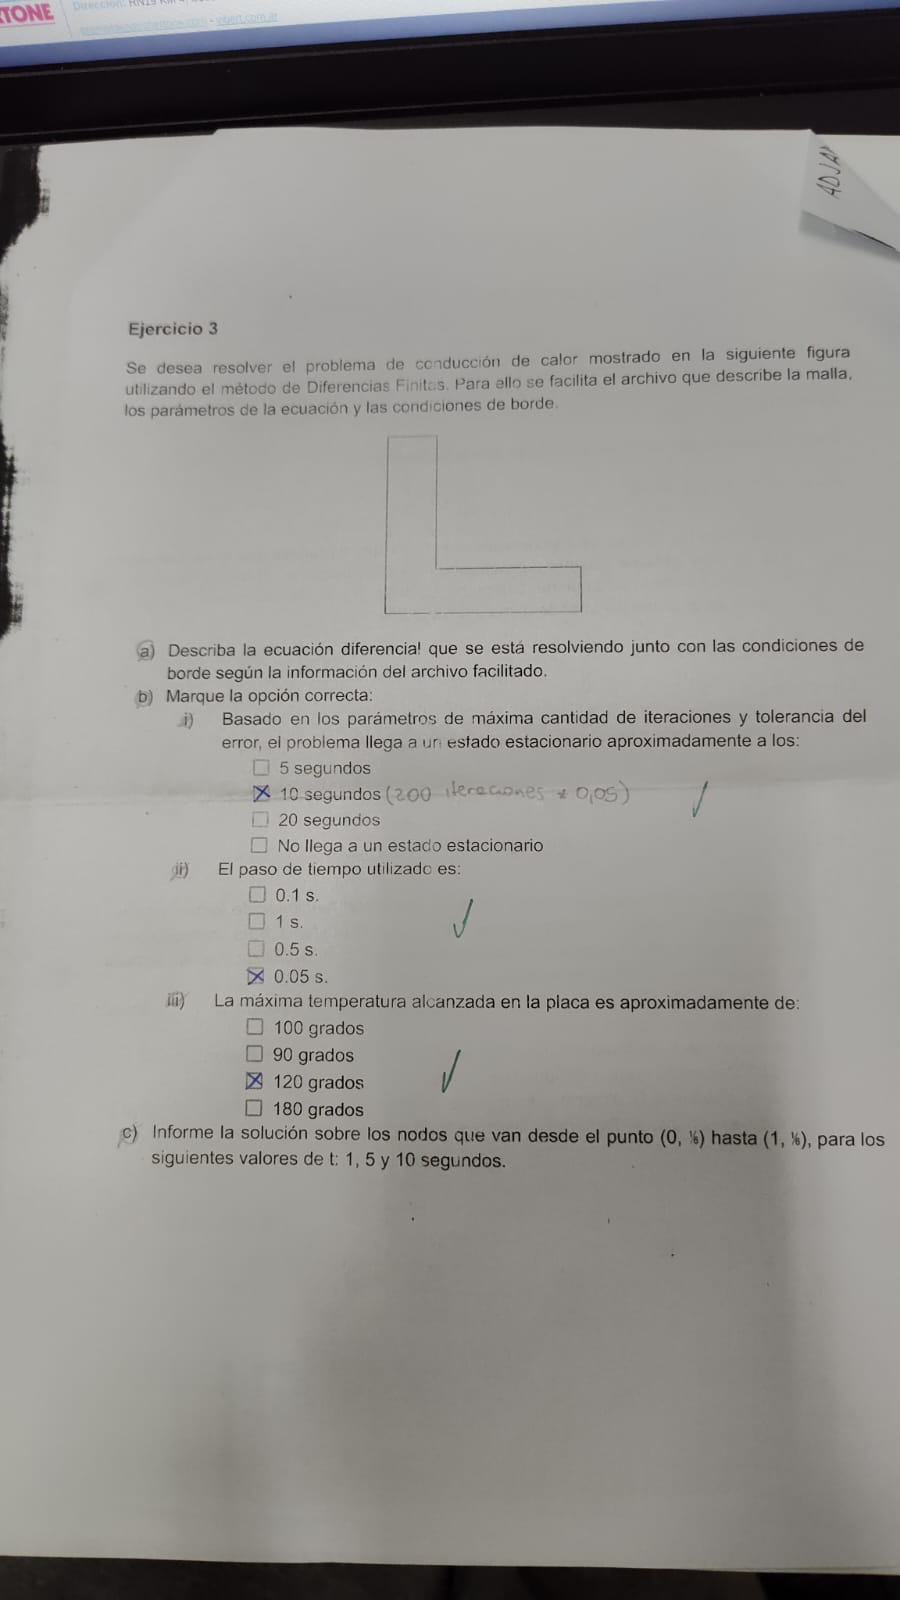 TONE
Dirección: RN19 KM
ADJA
Ejercicio 3
Se desea resolver el problema de conducción de calor mostrado en la siguiente figura
utilizando el método de Diferencias Finitas. Para ello se facilita el archivo que describe la malla,
los parámetros de la ecuación y las condiciones de borde.
a) Describa la ecuación diferencial que se está resolviendo junto con las condiciones de
borde según la información del archivo facilitado.
b) Marque la opción correcta:
i) Basado en los parámetros de máxima cantidad de iteraciones y tolerancia del
error, el problema llega a un estado estacionario aproximadamente a los:
5 segundos
10 segundos (200 iteraciones * 0,05)
20 segundos
No llega a un estado estacionario
ii) El paso de tiempo utilizado es:
0.1 s.
1 s.
0.5 s.
0.05 s.
iii) La máxima temperatura alcanzada en la placa es aproximadamente de:
100 grados
90 grados
120 grados
180 grados
c) Informe la solución sobre los nodos que van desde el punto (0, ⅙) hasta (1, ⅙), para los
siguientes valores de t: 1, 5 y 10 segundos.